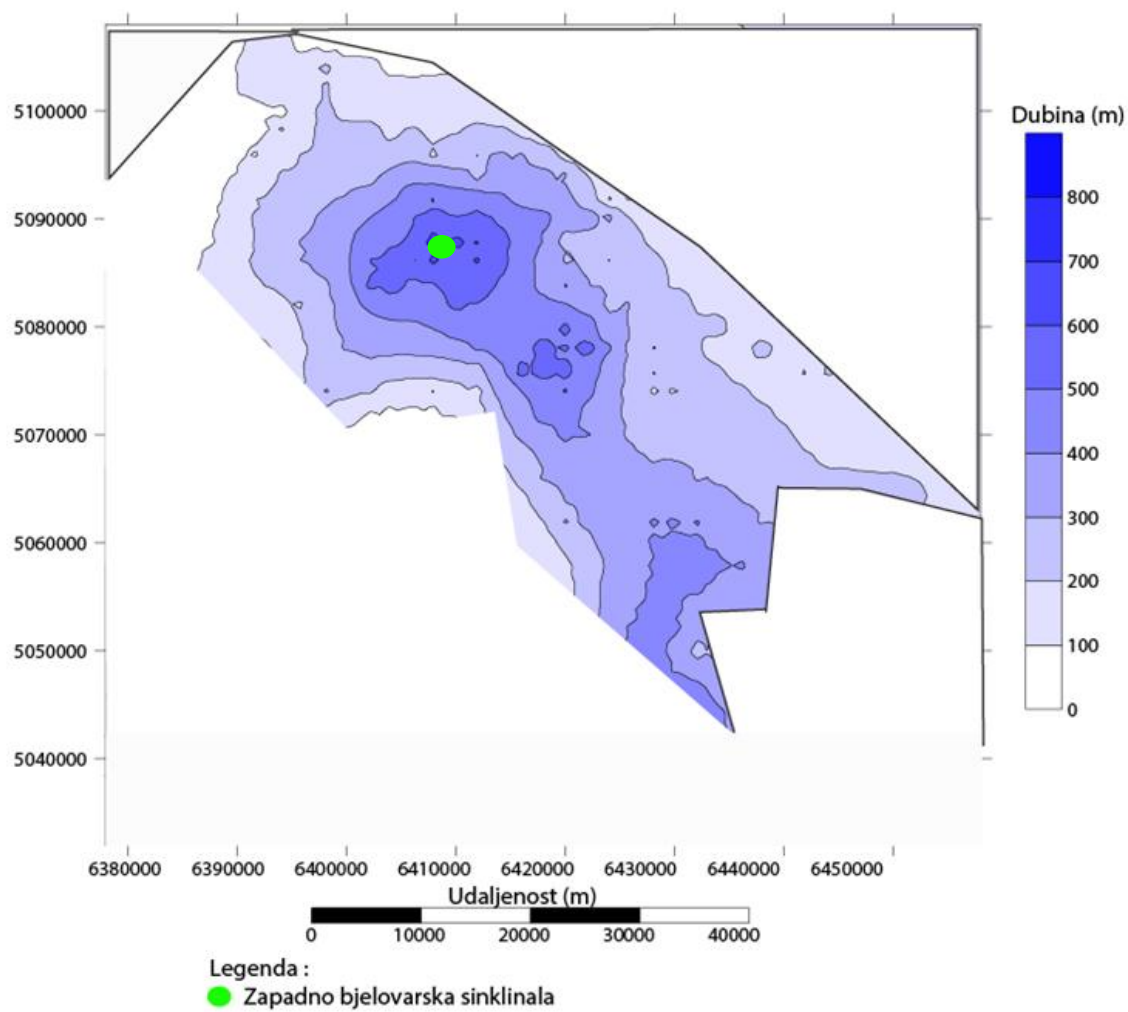 Dubina (m)
800
700
600
500
400
300
200
100
0
5100000
5090000
5080000
5070000
5060000
5050000
5040000
6380000 6390000 6400000 6410000 6420000 6430000 6440000 6450000
Udaljenost (m)
0 10000 20000 30000 40000
Legenda :
Zapadno bjelovarska sinklinala